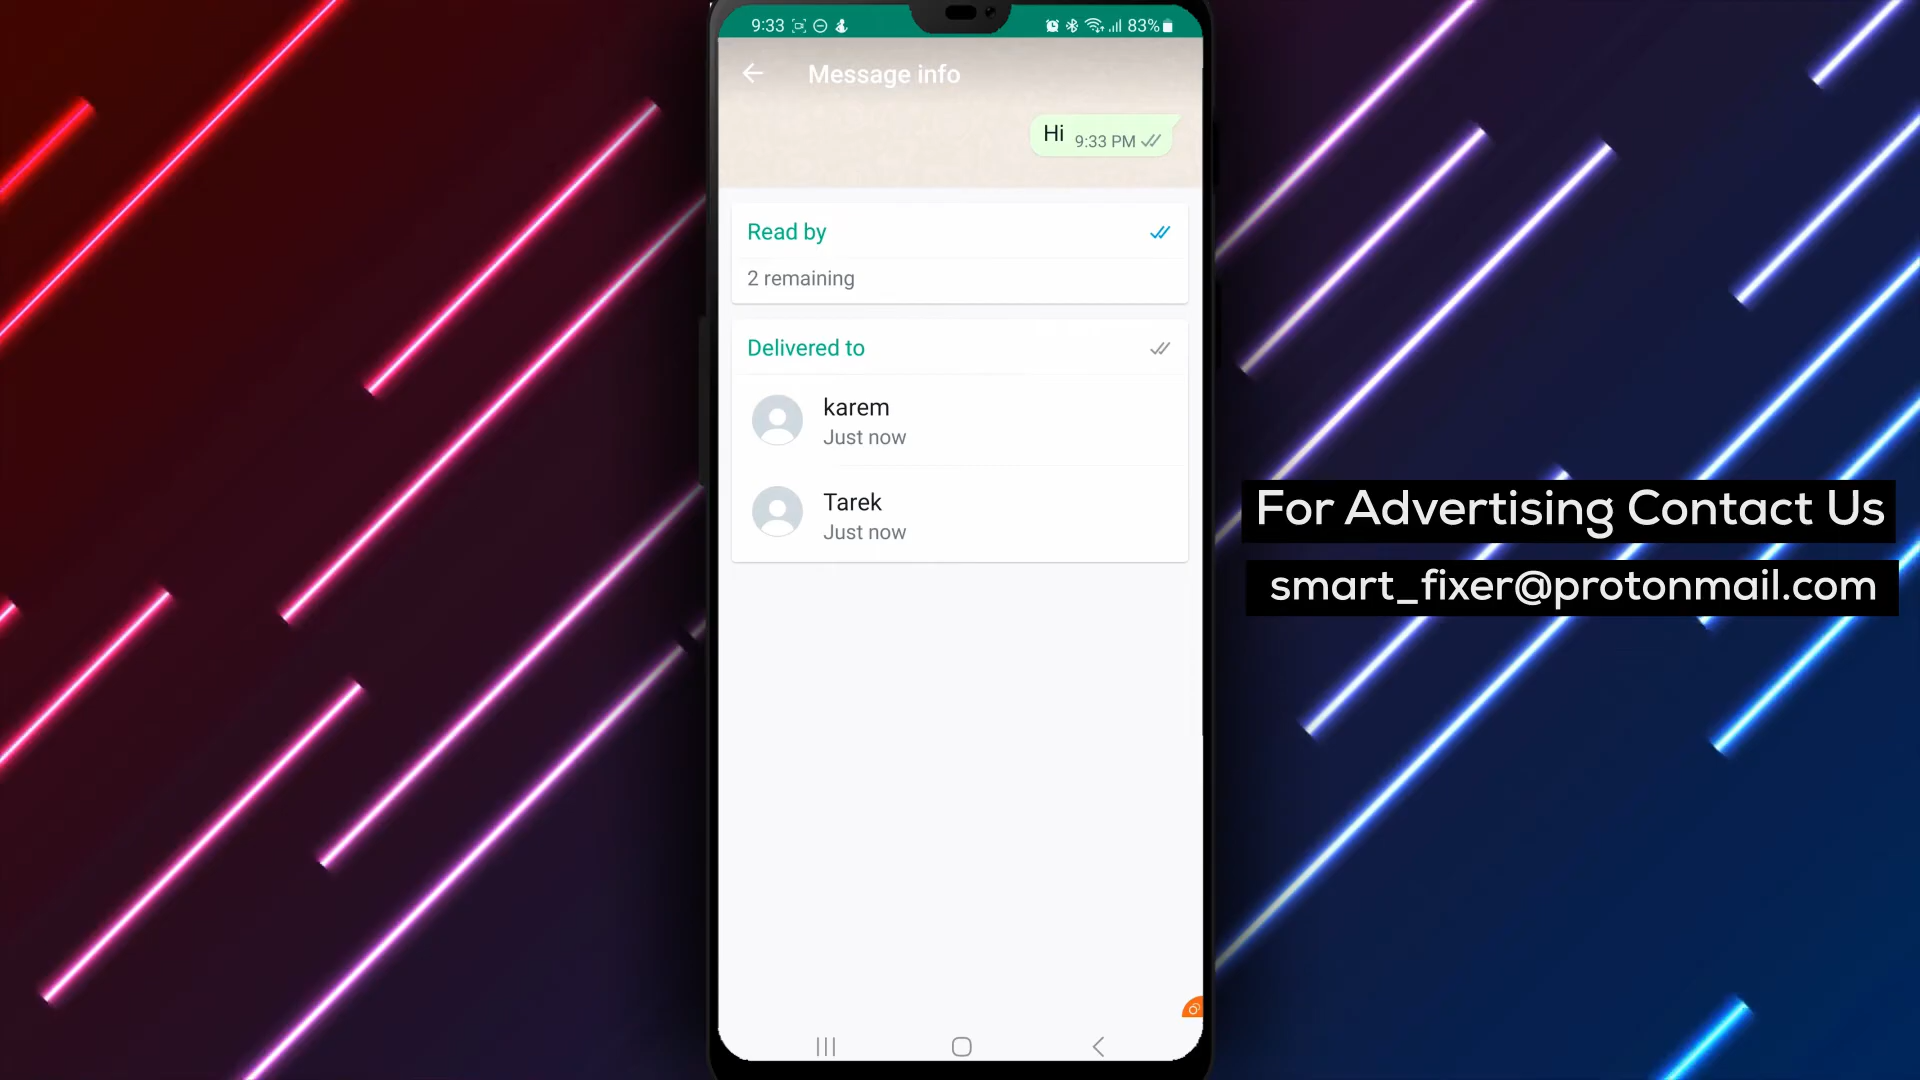 9:33 83%
Message info
Hi 9:33 PM
Read by
2 remaining
Delivered to
karem
Just now
Tarek
Just now
For Advertising Contact Us
smart_fixer@protonmail.com